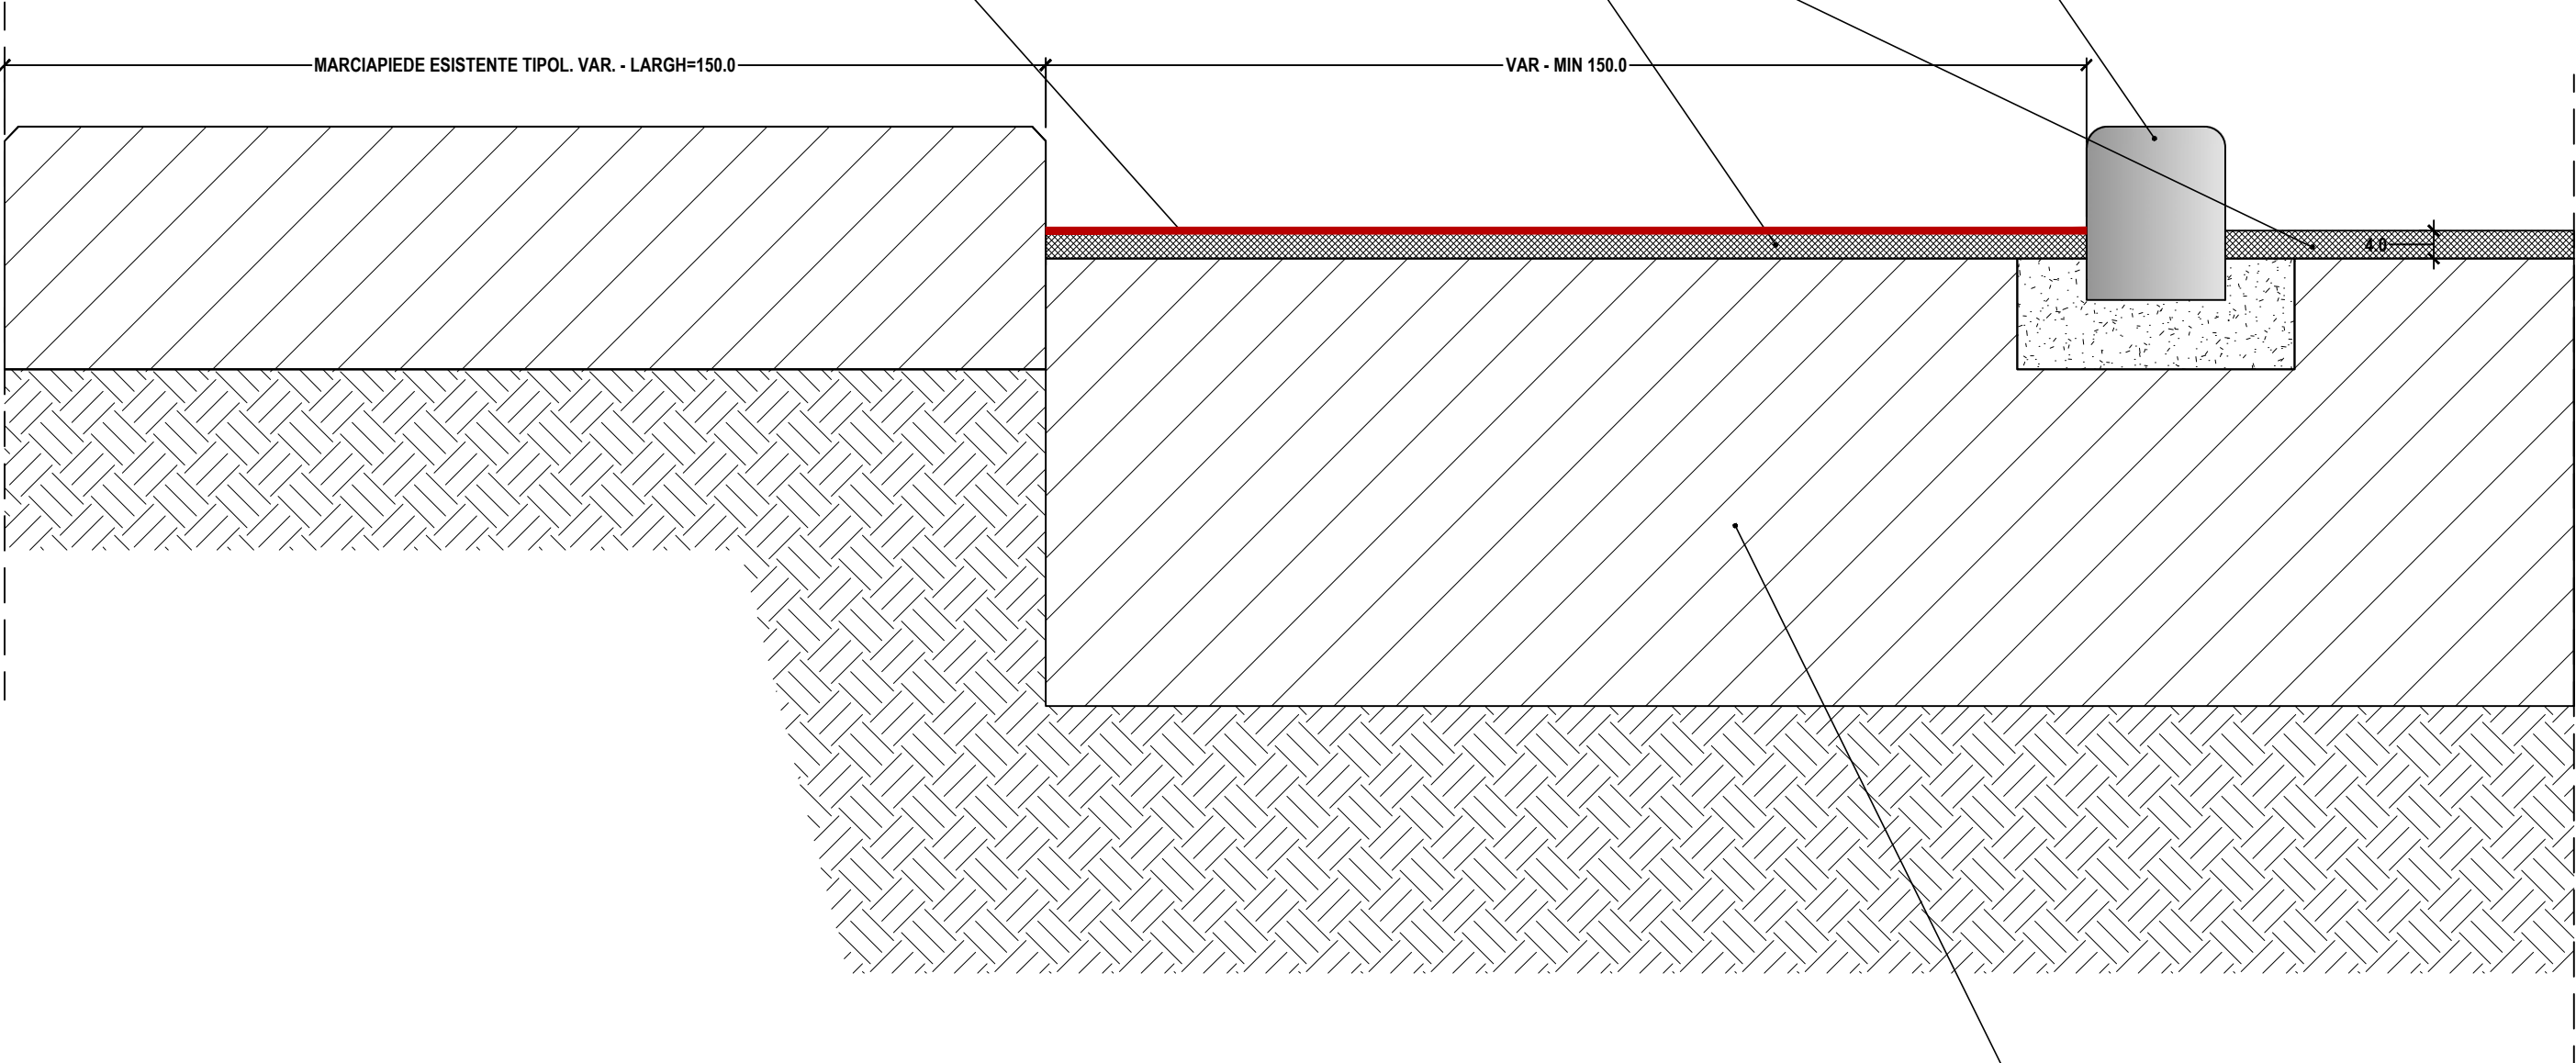 MARCIAPIEDE ESISTENTE TIPOL. VAR. - LARGH=150.0
VAR - MIN 150.0
4.0